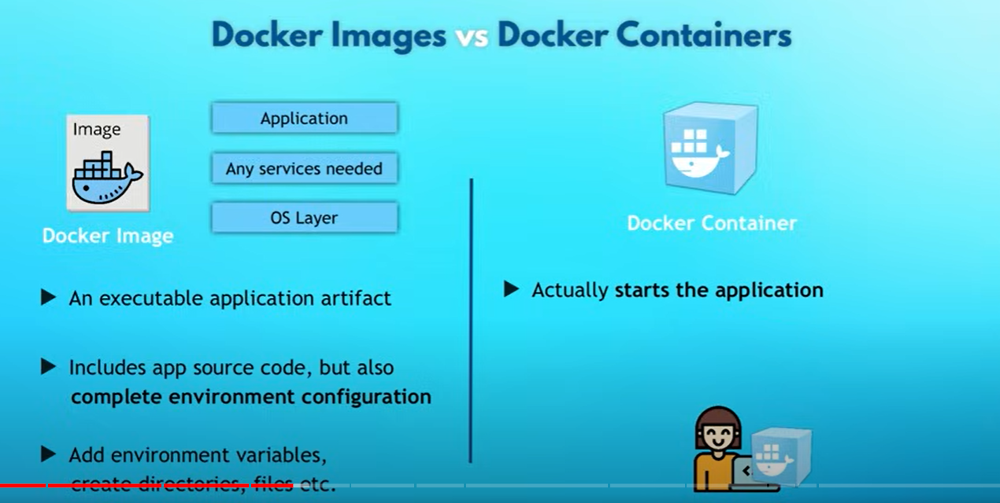 Docker Images vs Docker Containers
Image
Application
Any services needed
OS Layer
Docker Image
▶ An executable application artifact
▶ Includes app source code, but also
complete environment configuration
▶ Add environment variables,
create directories, files etc.
Docker Container
▶ Actually starts the application
<